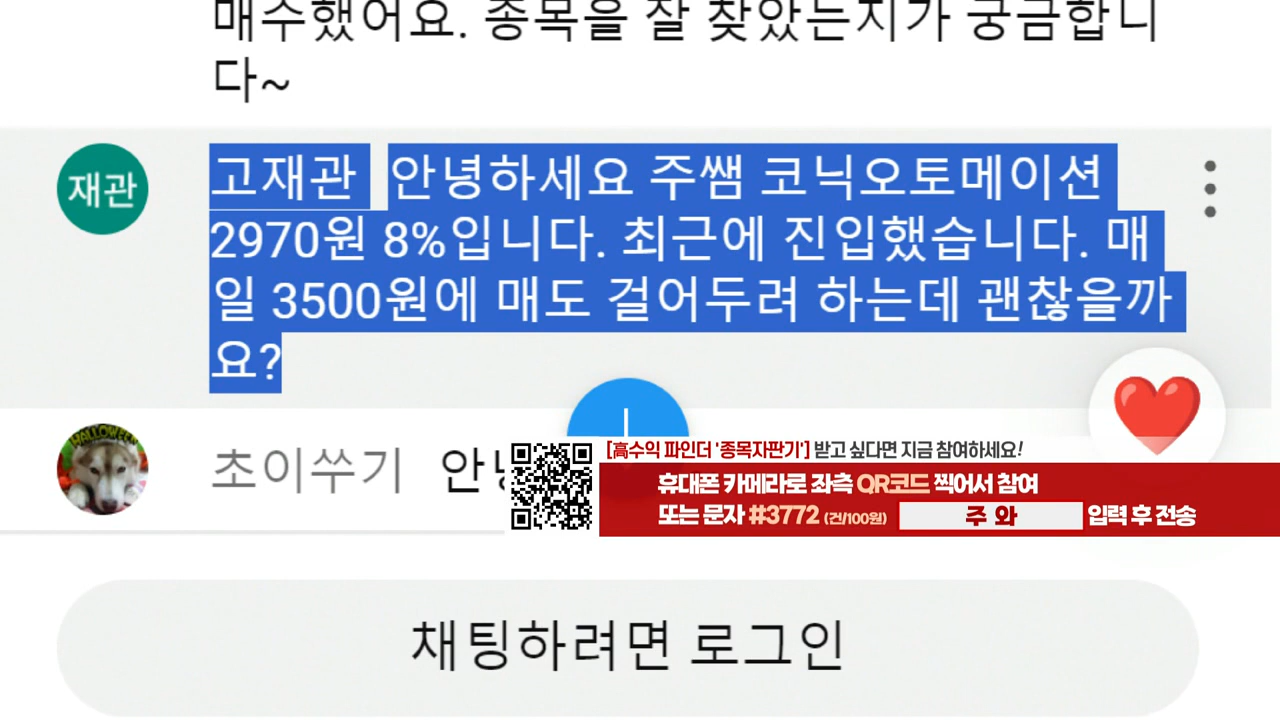 매수했어요. 종목을 잘 찾았는지가 궁금합니
다~
재관
고재관 안녕하세요 주쌤 코닉오토메이션
2970원 8%입니다. 최근에 진입했습니다. 매
일 3500원에 매도 걸어두려 하는데 괜찮을까
요?
HALLOWEEN
초이쑤기 안녕
[高수익 파인더 '종목자판기'] 받고 싶다면 지금 참여하세요!
휴대폰 카메라로 좌측 QR코드 찍어서 참여
또는 문자 #3772 (건/100원) 주 와 입력 후 전송
채팅하려면 로그인